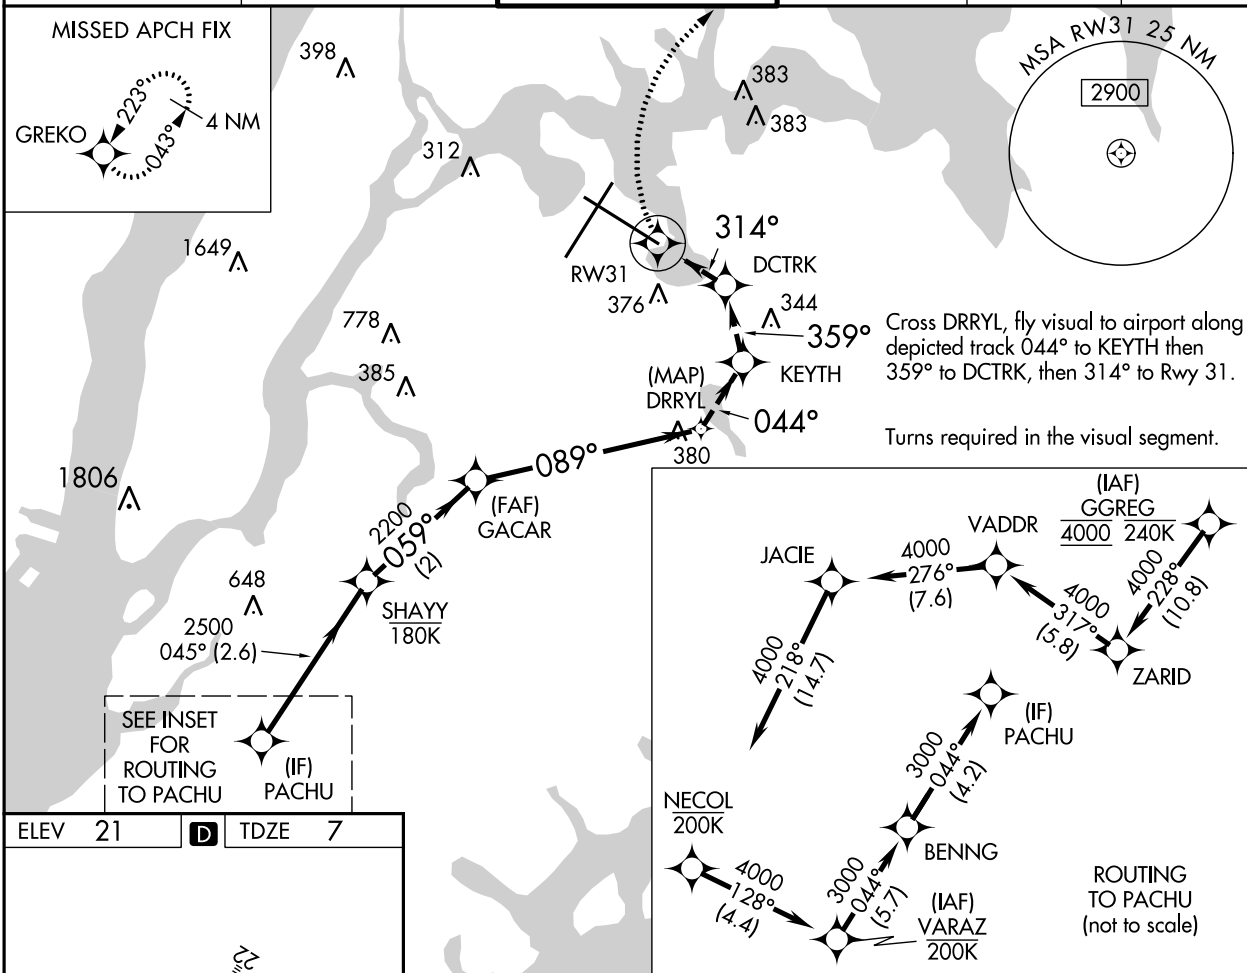 MISSED APCH FIX
GREKO
223°
043°
4 NM
398
383
383
312
MSA RW31 25 NM
2900
1649
RW31
314°
DCTRK
376
344
778
385
359°
KEYTH
(MAP)
DRRYL
044°
380
Cross DRRYL, fly visual to airport along
depicted track 044° to KEYTH then
359° to DCTRK, then 314° to Rwy 31.
Turns required in the visual segment.
1806
089°
(FAF)
GACAR
2200
059°
(2)
648
SHAYY
180K
2500
045° (2.6)
SEE INSET
FOR
ROUTING
TO PACHU
(IF)
PACHU
(IAF)
GGREG
4000 240K
VADDR
JACIE
4000
276°
(7.6)
4000
317°
(5.8)
4000
228°
(10.8)
ZARID
4000
218°
(14.7)
(IF)
PACHU
3000
044°
(4.2)
NECOL
200K
BENNG
4000
128°
(4.4)
3000
044°
(5.7)
(IAF)
VARAZ
200K
ROUTING
TO PACHU
(not to scale)
ELEV 21
D
TDZE 7
22